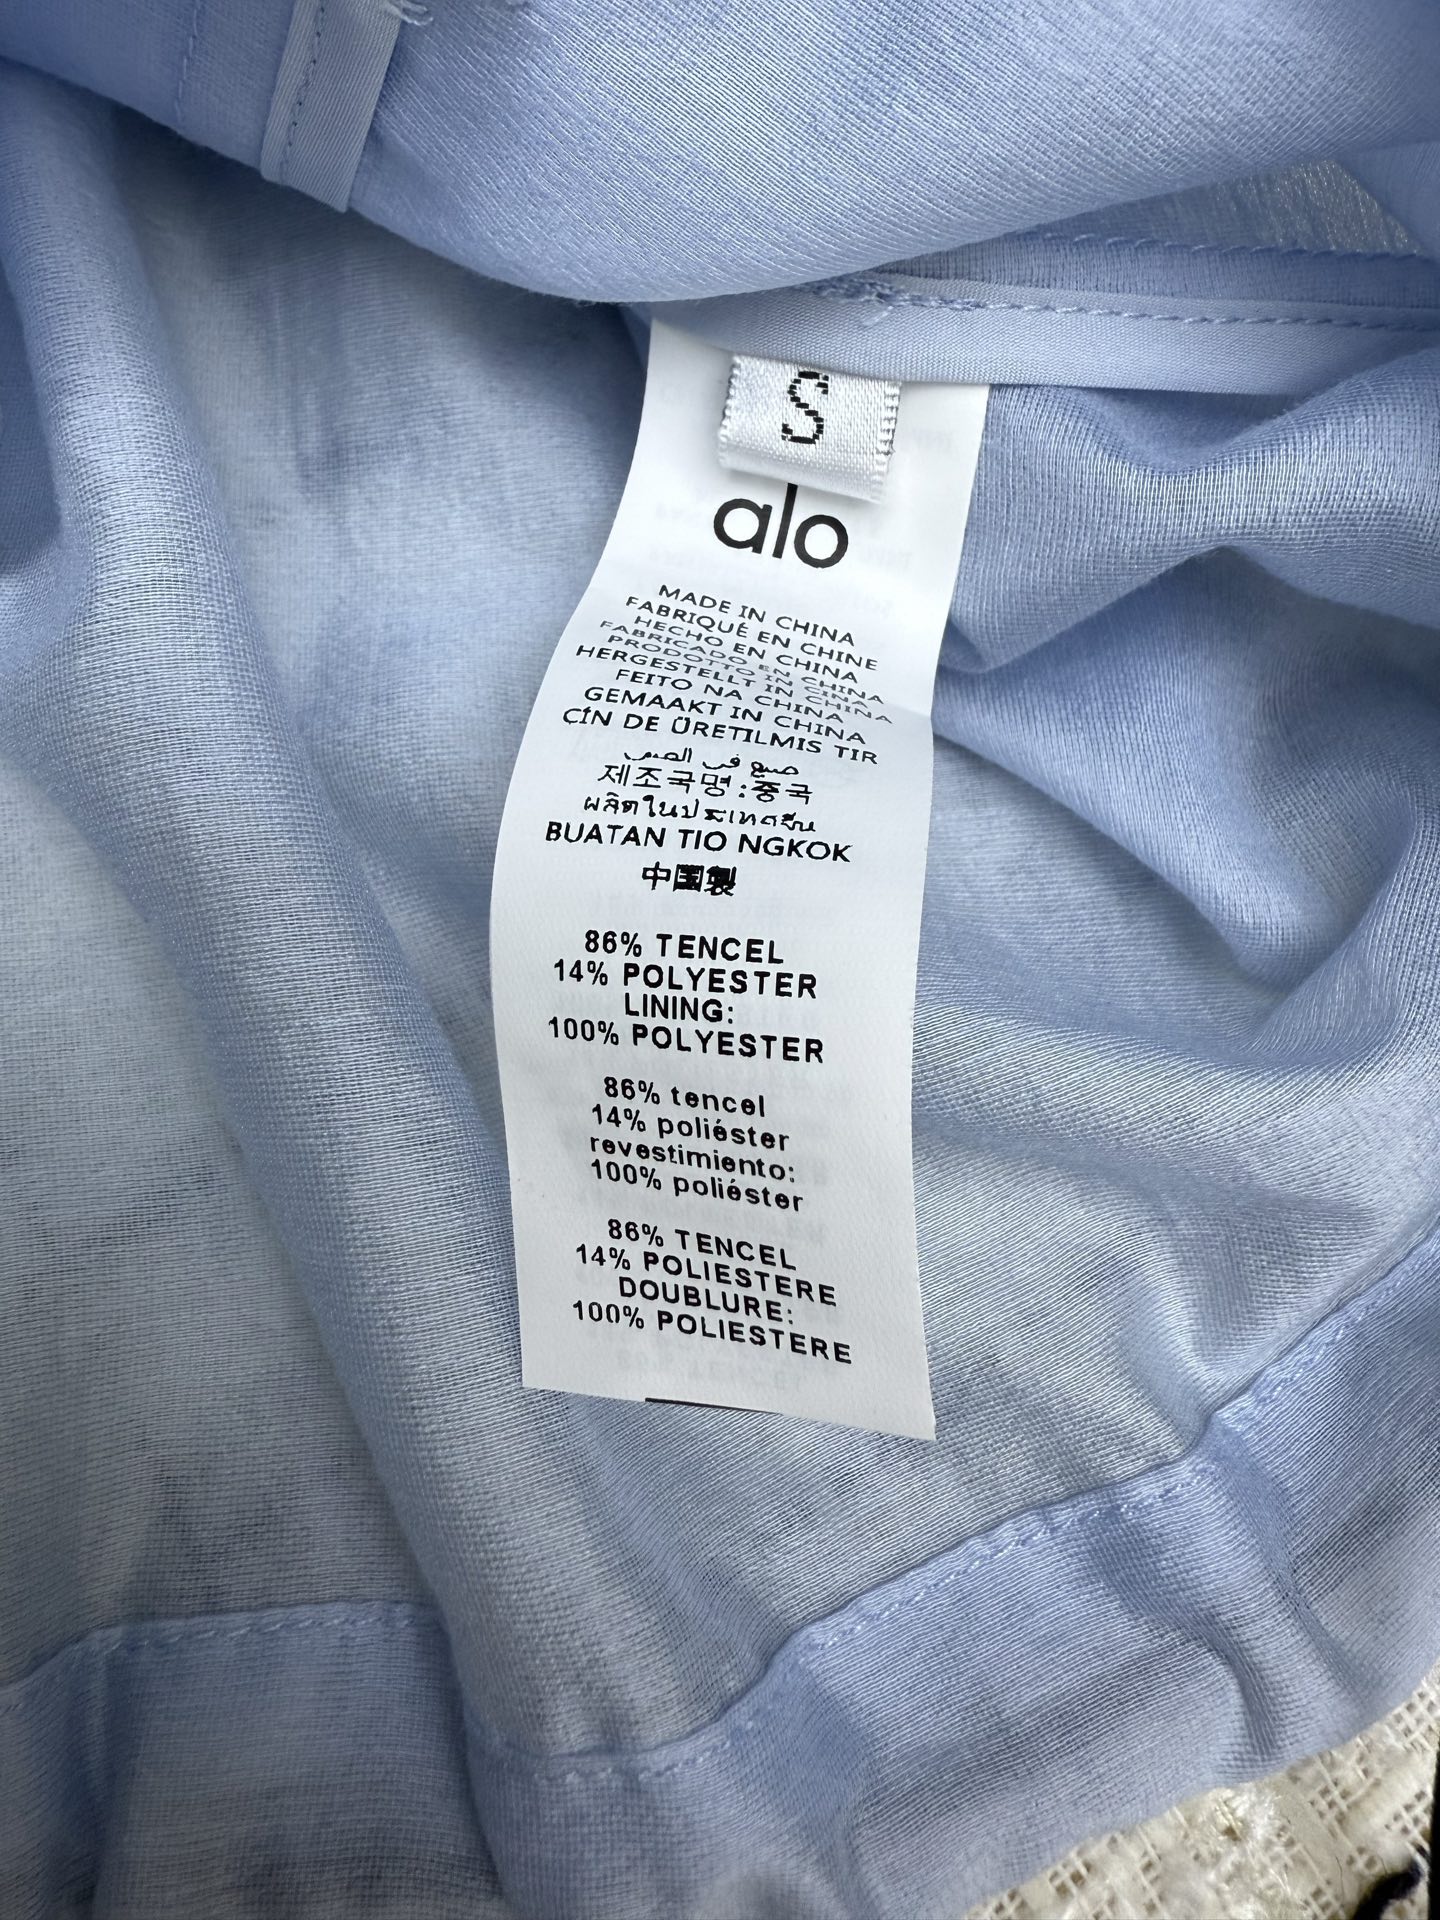 S
alo
MADE IN CHINA
FABRIQUÉ EN CHINE
HECHO EN CHINA
FABRICADO EN CHINA
PRODOTTO IN CINA
HERGESTELLT IN CHINA
FEITO NA CHINA
GEMAAKT IN CHINA
ÇİN DE ÜRETILMIS TIR
صنع في الصين
제조국명:중국
ผลิตในประเทศจีน
BUATAN TIO NGKOK
中国製
86% TENCEL
14% POLYESTER
LINING:
100% POLYESTER
86% tencel
14% poliéster
revestimiento:
100% poliéster
86% TENCEL
14% POLIESTERE
DOUBLURE:
100% POLIESTERE